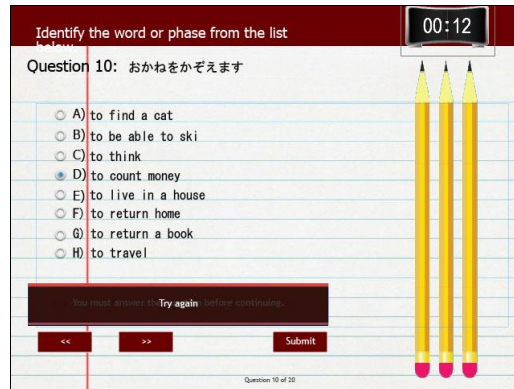 Identify the word or phase from the list
below
00:12
Question 10: おかねをかぞえます
A) to find a cat
B) to be able to ski
C) to think
D) to count money
E) to live in a house
F) to return home
G) to return a book
H) to travel
You must answer the
Try again
before continuing.
<<
>>
Submit
Question 10 of 20